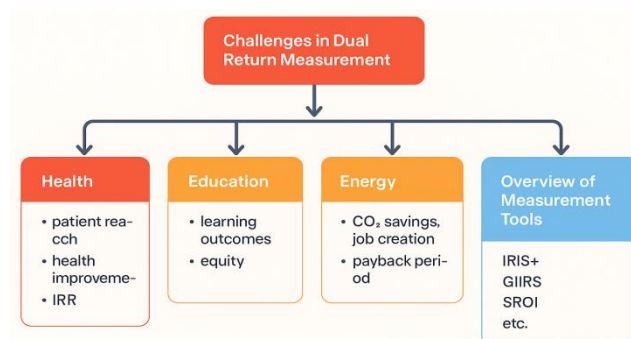 Challenges in Dual
Return Measurement
Health
• patient rea-
cch
• health
improveme-
• IRR
Education
• learning
outcomes
• equity
Energy
• CO₂ savings,
job creation
• payback peri-
od
Overview of
Measurement
Tools
IRIS+
GIIRS
SROI
etc.